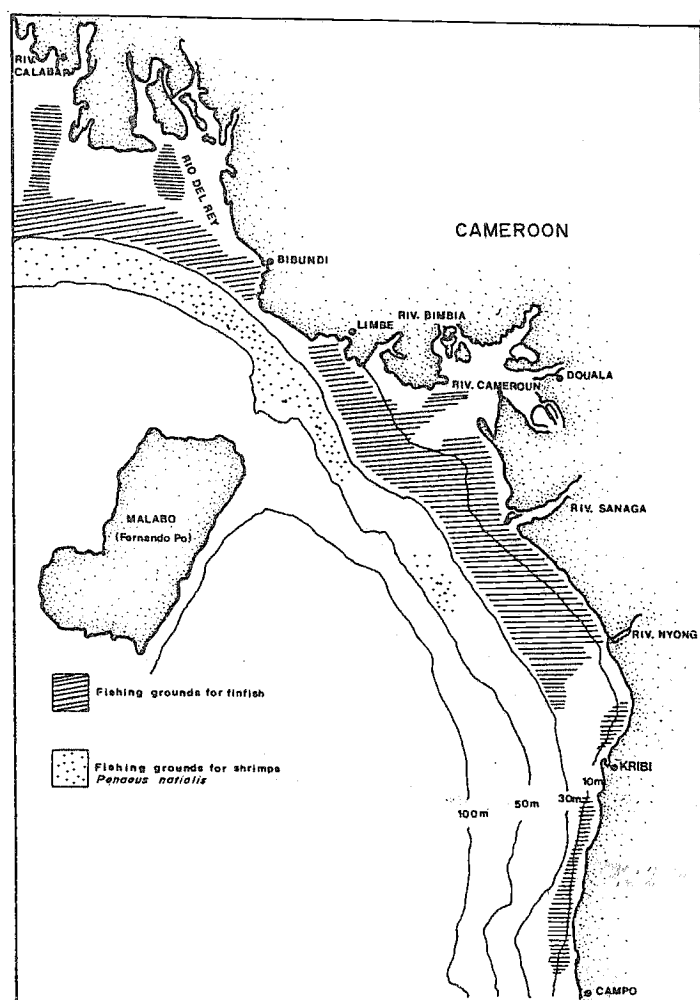 RIV.
CALABAR
RIO DEL REY
CAMEROON
BIBUNDI
RIV. BIMBIA
LIMBE
DOUALA
RIV. CAMEROUN
RIV. SANAGA
MALABO
(Fernando Po)
RIV. NYONG
Fishing grounds for finfish
KRIBI
Fishing grounds for shrimps
Penaeus notialis
10m
30m
50m
100m
CAMPO